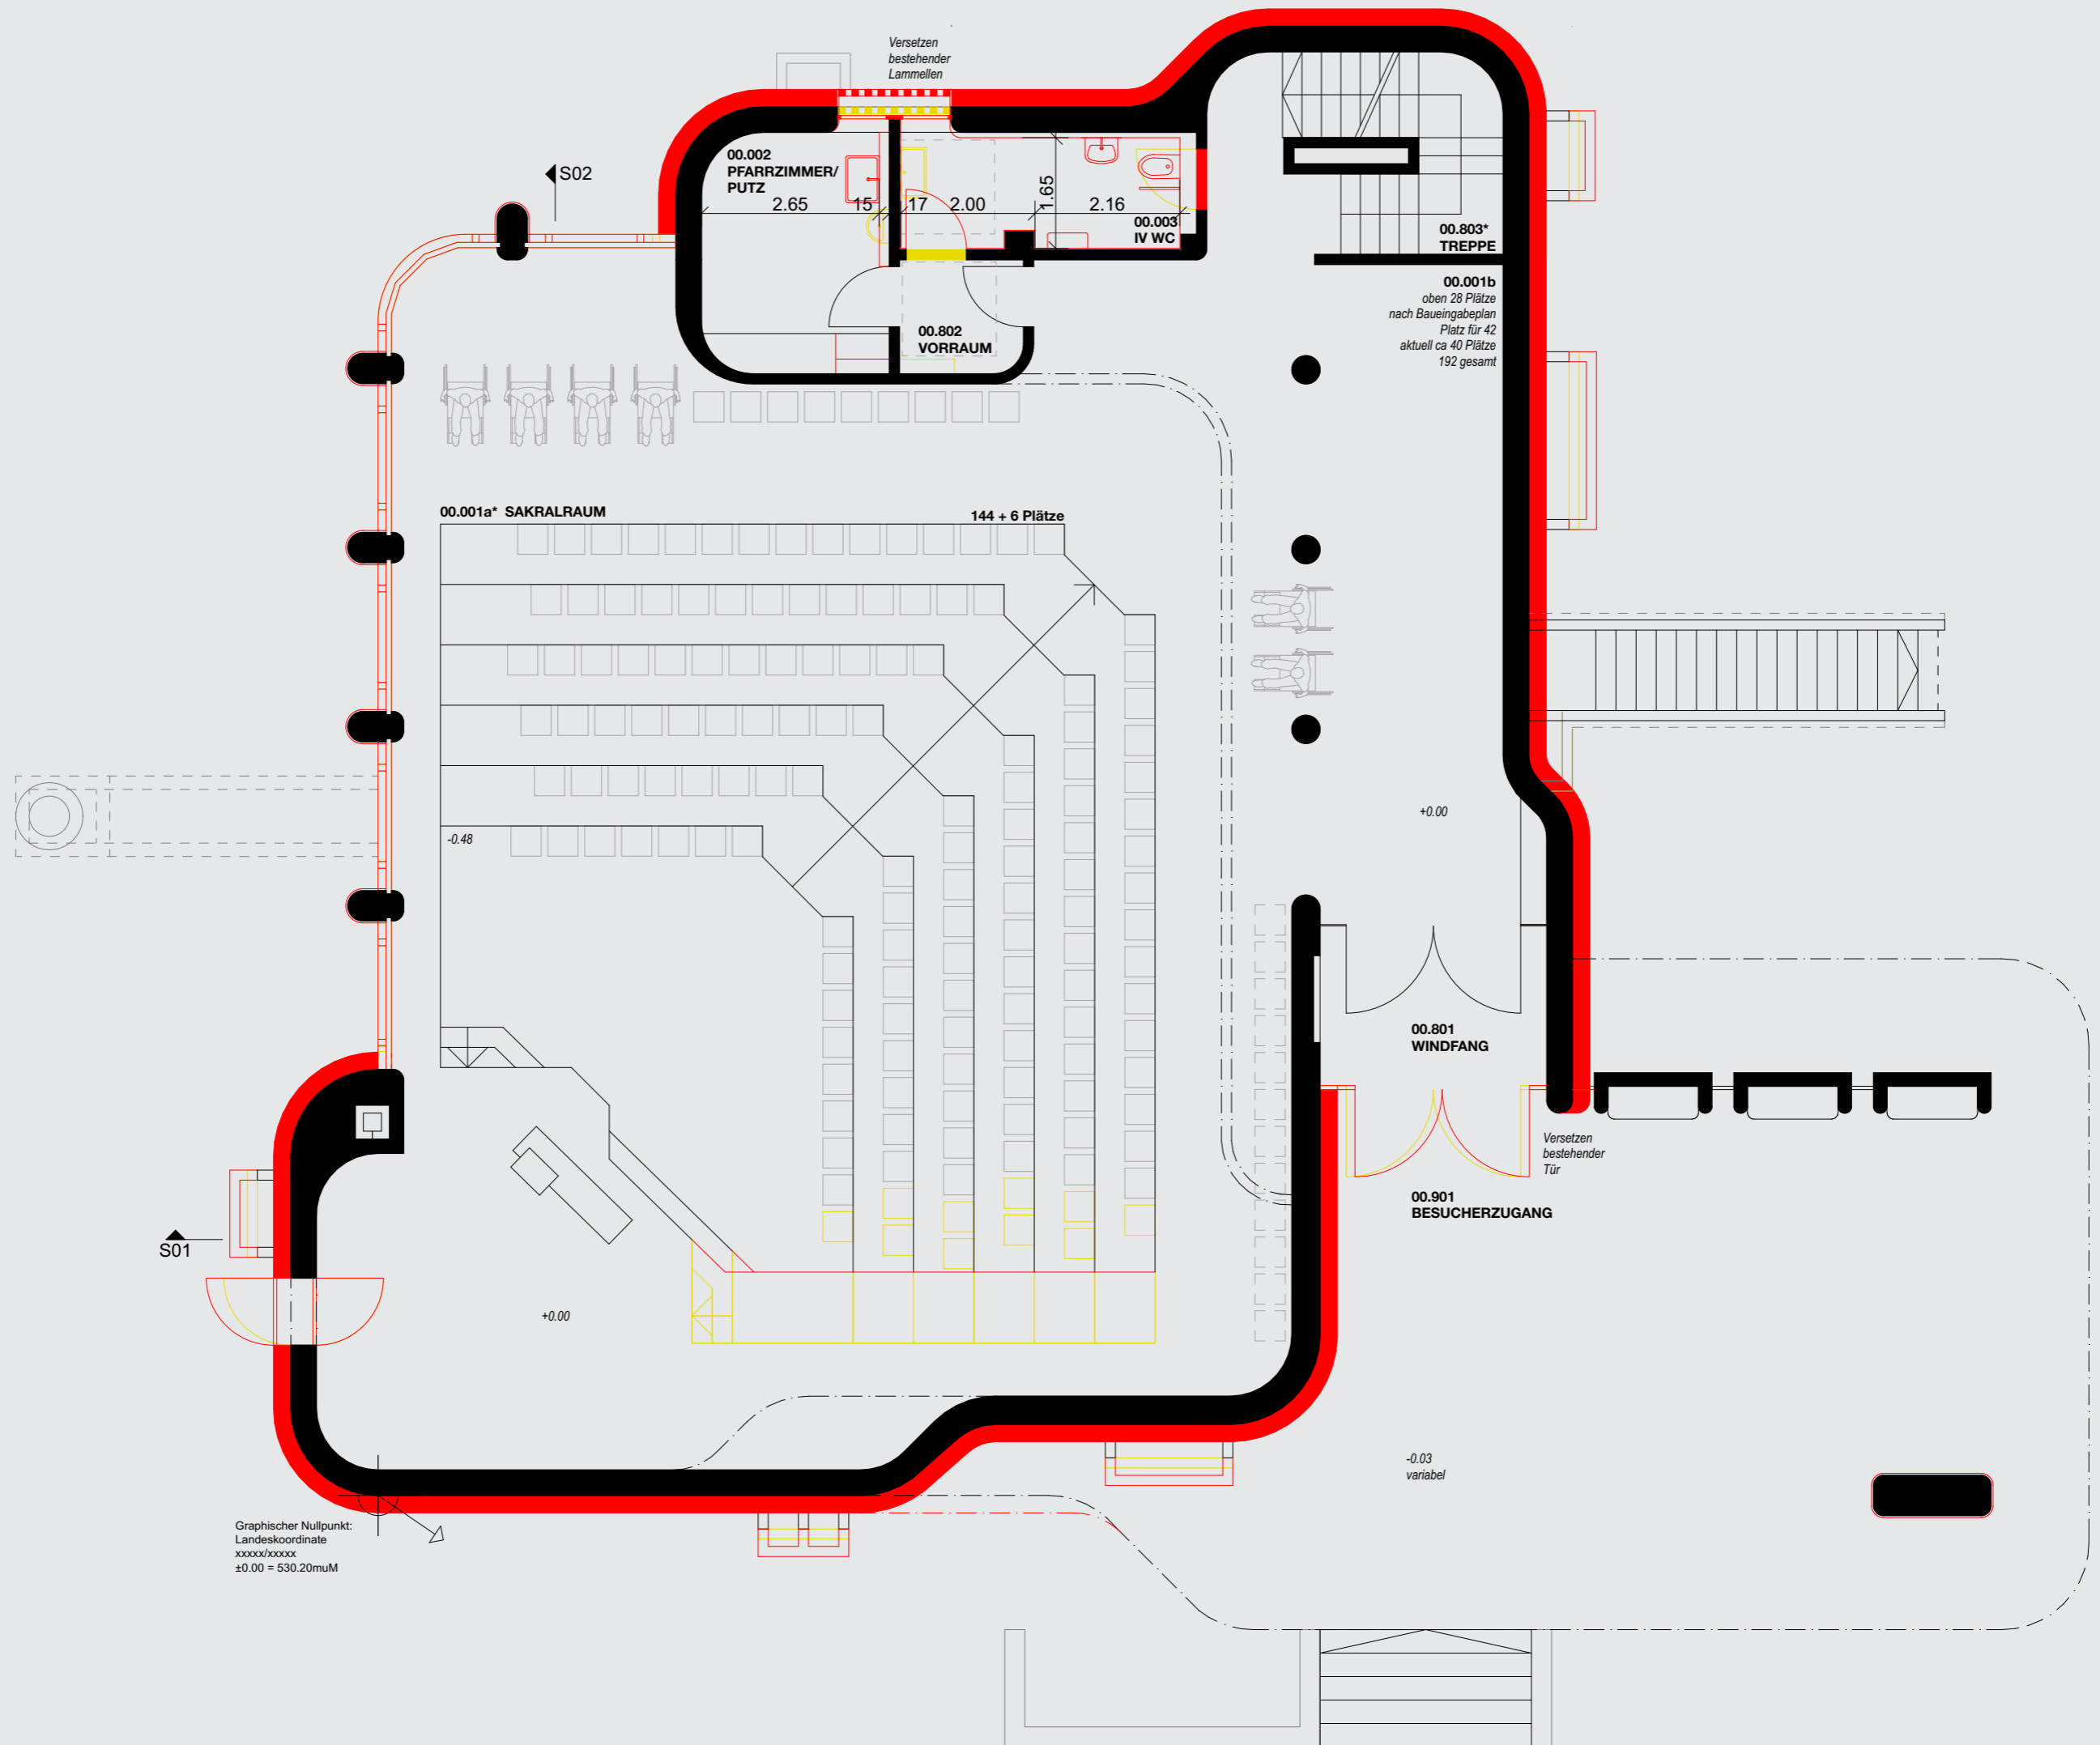 Versetzen
bestehender
Lammellen
S02
00.002
PFARRZIMMER/
PUTZ
2.65
15
17
2.00
1.65
2.16
00.003
IV WC
00.803*
TREPPE
00.001b
oben 28 Plätze
nach Baueingabeplan
Platz für 42
aktuell ca 40 Plätze
192 gesamt
00.802
VORRAUM
00.001a* SAKRALRAUM
144 + 6 Plätze
-0.48
+0.00
00.801
WINDFANG
Versetzen
bestehender
Tür
00.901
BESUCHERZUGANG
S01
+0.00
-0.03
variabel
Graphischer Nullpunkt:
Landeskoordinate
xxxxx/xxxxx
±0.00 = 530.20muM